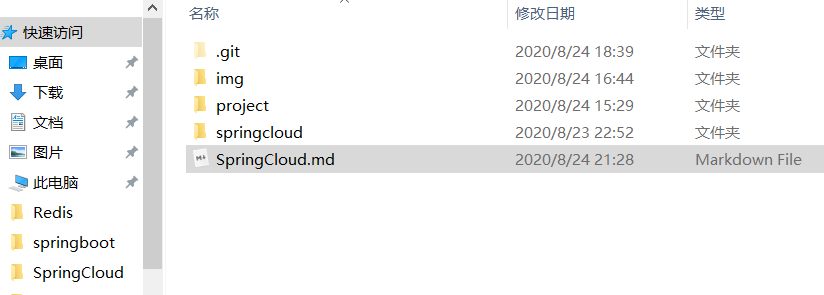 快速访问
桌面
下载
文档
图片
此电脑
Redis
springboot
SpringCloud
名称 修改日期 类型
.git 2020/8/24 18:39 文件夹
img 2020/8/24 16:44 文件夹
project 2020/8/24 15:29 文件夹
springcloud 2020/8/23 22:52 文件夹
SpringCloud.md 2020/8/24 21:28 Markdown File